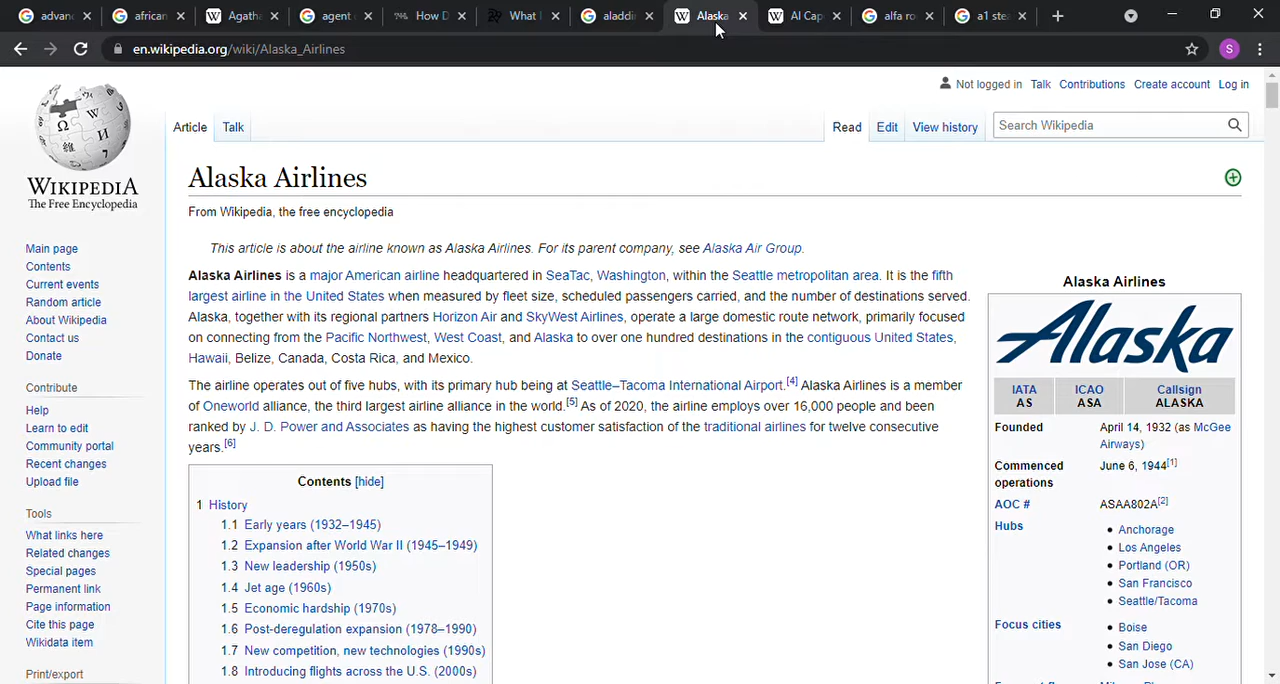 advanc
african
Agath
agent
How D
What I
aladdi
Alaska
Al Cap
alfa ro
a1 stea
S
en.wikipedia.org/wiki/Alaska_Airlines
WIKIPEDIA
The Free Encyclopedia
Not logged in Talk Contributions Create account Log in
Article Talk
Read Edit View history
Search Wikipedia
Alaska Airlines
From Wikipedia, the free encyclopedia
This article is about the airline known as Alaska Airlines. For its parent company, see Alaska Air Group.
Alaska Airlines is a major American airline headquartered in SeaTac, Washington, within the Seattle metropolitan area. It is the fifth
largest airline in the United States when measured by fleet size, scheduled passengers carried, and the number of destinations served.
Alaska, together with its regional partners Horizon Air and SkyWest Airlines, operate a large domestic route network, primarily focused
on connecting from the Pacific Northwest, West Coast, and Alaska to over one hundred destinations in the contiguous United States,
Hawaii, Belize, Canada, Costa Rica, and Mexico.
The airline operates out of five hubs, with its primary hub being at Seattle–Tacoma International Airport.[4] Alaska Airlines is a member
of Oneworld alliance, the third largest airline alliance in the world.[5] As of 2020, the airline employs over 16,000 people and been
ranked by J. D. Power and Associates as having the highest customer satisfaction of the traditional airlines for twelve consecutive
years.[6]
Contents [hide]
1 History
1.1 Early years (1932–1945)
1.2 Expansion after World War II (1945–1949)
1.3 New leadership (1950s)
1.4 Jet age (1960s)
1.5 Economic hardship (1970s)
1.6 Post-deregulation expansion (1978–1990)
1.7 New competition, new technologies (1990s)
1.8 Introducing flights across the U.S. (2000s)
Main page
Contents
Current events
Random article
About Wikipedia
Contact us
Donate
Contribute
Help
Learn to edit
Community portal
Recent changes
Upload file
Tools
What links here
Related changes
Special pages
Permanent link
Page information
Cite this page
Wikidata item
Print/export
Alaska Airlines
Alaska
IATA ICAO Callsign
AS ASA ALASKA
Founded April 14, 1932 (as McGee
Airways)
Commenced June 6, 1944[1]
operations
AOC # ASAA802A[2]
Hubs
• Anchorage
• Los Angeles
• Portland (OR)
• San Francisco
• Seattle/Tacoma
Focus cities
• Boise
• San Diego
• San Jose (CA)